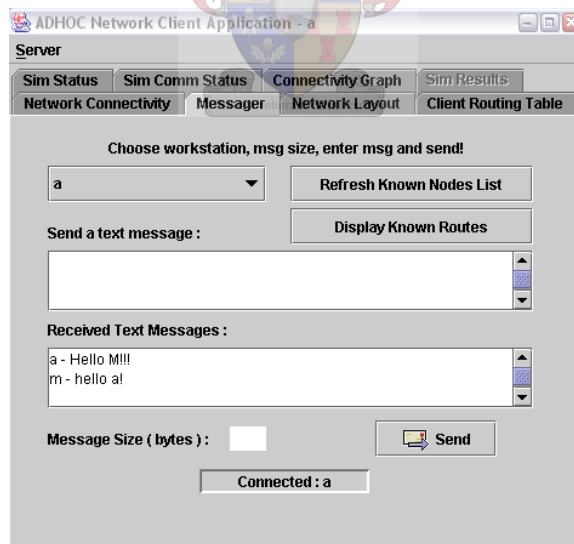 ADHOC Network Client Application - a
Server
Sim Status Sim Comm Status Connectivity Graph Sim Results
Network Connectivity Messager Network Layout Client Routing Table
Choose workstation, msg size, enter msg and send!
a Refresh Known Nodes List
Display Known Routes
Send a text message :
Received Text Messages :
a - Hello M!!!
m - hello a!
Message Size ( bytes ) : Send
Connected : a